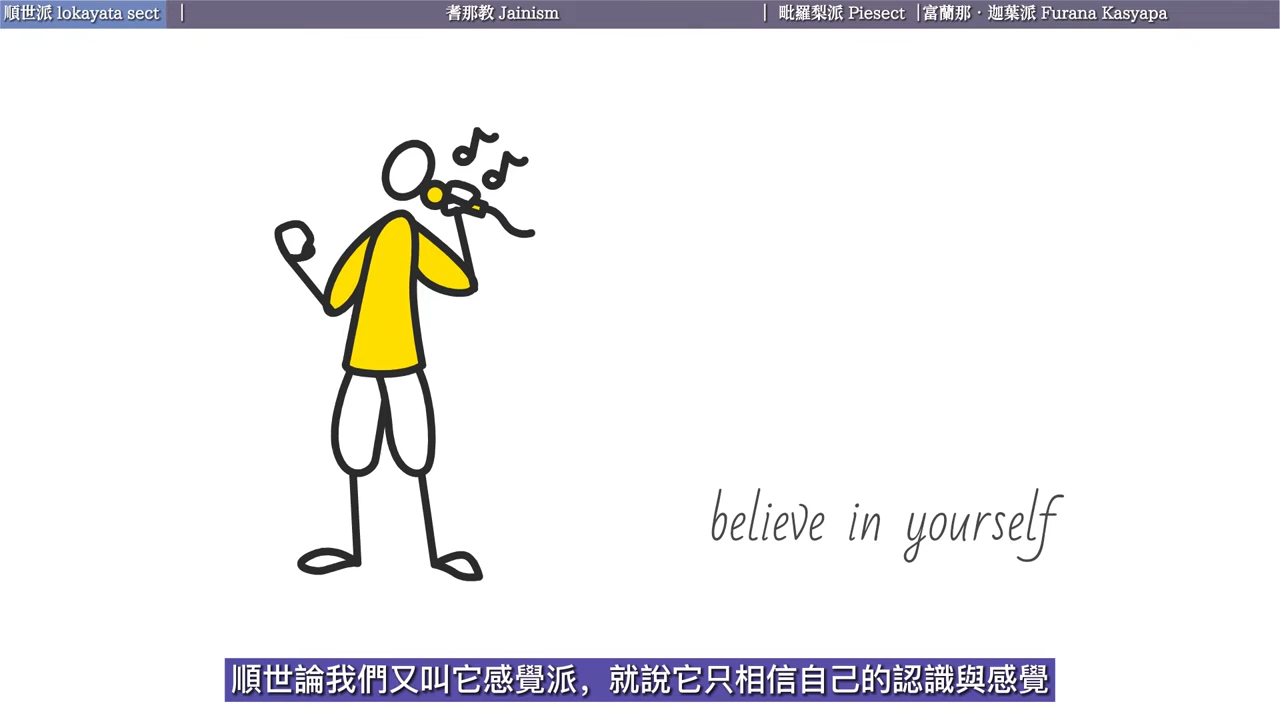 順世派 lokayata sect | 耆那教 Jainism | 毗羅梨派 Piesect | 富蘭那·迦葉派 Furana Kasyapa
believe in yourself
順世論我們又叫它感覺派，就說它只相信自己的認識與感覺